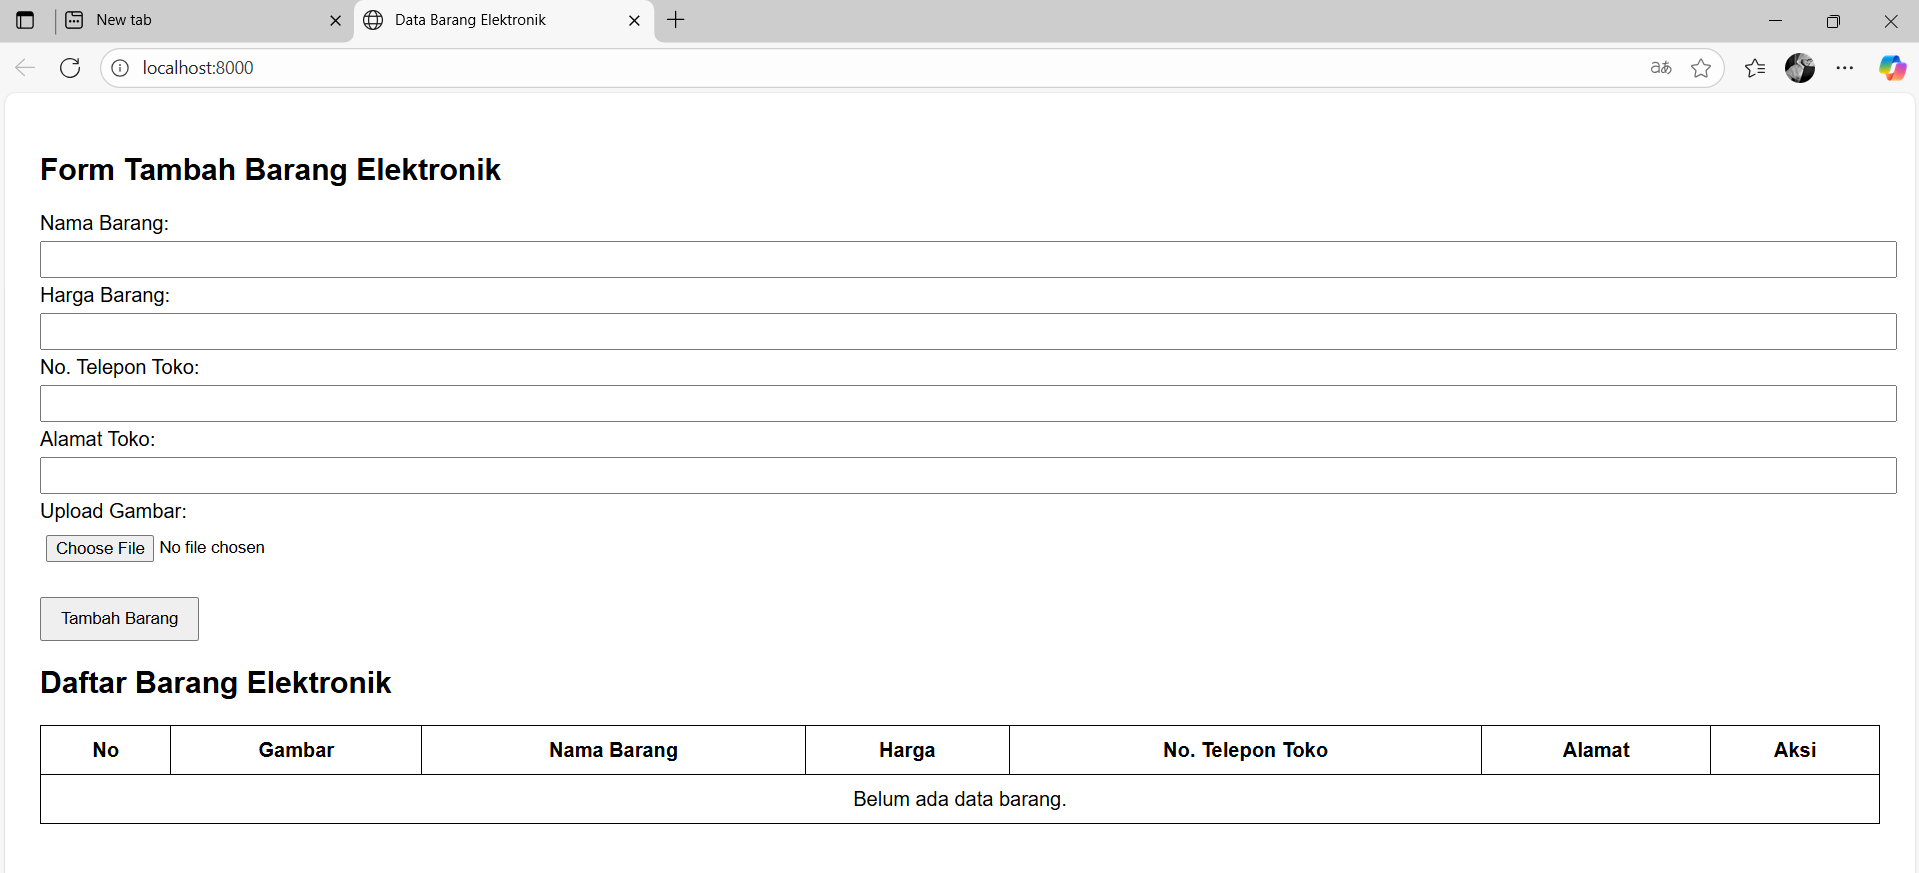 New tab
Data Barang Elektronik
localhost:8000
aあ
Form Tambah Barang Elektronik
Nama Barang:
Harga Barang:
No. Telepon Toko:
Alamat Toko:
Upload Gambar:
Choose File No file chosen
Tambah Barang
Daftar Barang Elektronik
No Gambar Nama Barang Harga No. Telepon Toko Alamat Aksi
Belum ada data barang.